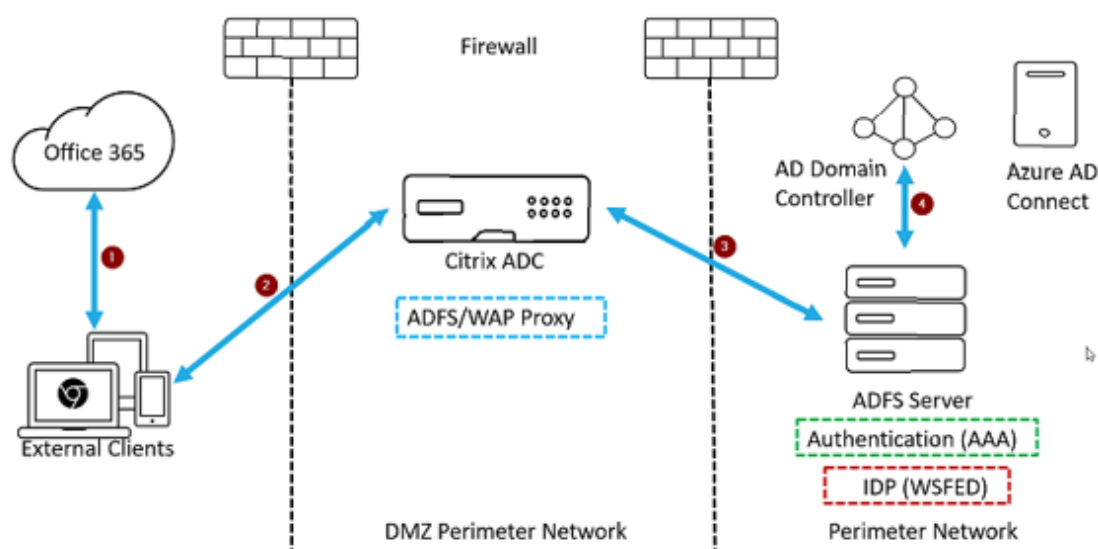 Firewall
Office 365
AD Domain
Controller
Azure AD
Connect
1
2
3
4
Citrix ADC
ADFS/WAP Proxy
External Clients
ADFS Server
Authentication (AAA)
IDP (WSFED)
DMZ Perimeter Network
Perimeter Network